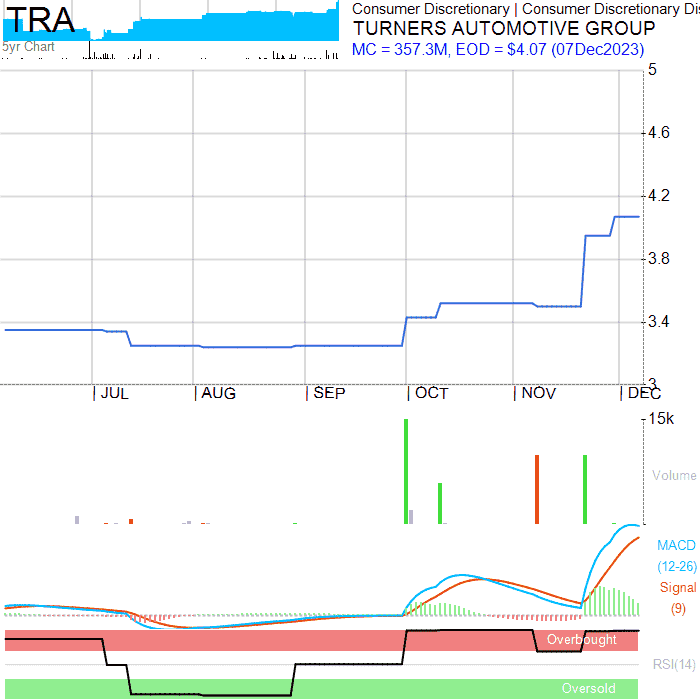 TRA
5yr Chart
Consumer Discretionary | Consumer Discretionary Dis
TURNERS AUTOMOTIVE GROUP
MC = 357.3M, EOD = $4.07 (07Dec2023)
5
4.6
4.2
3.8
3.4
3
JUL AUG SEP OCT NOV DEC
15k
Volume
MACD
(12-26)
Signal
(9)
Overbought
RSI(14)
Oversold